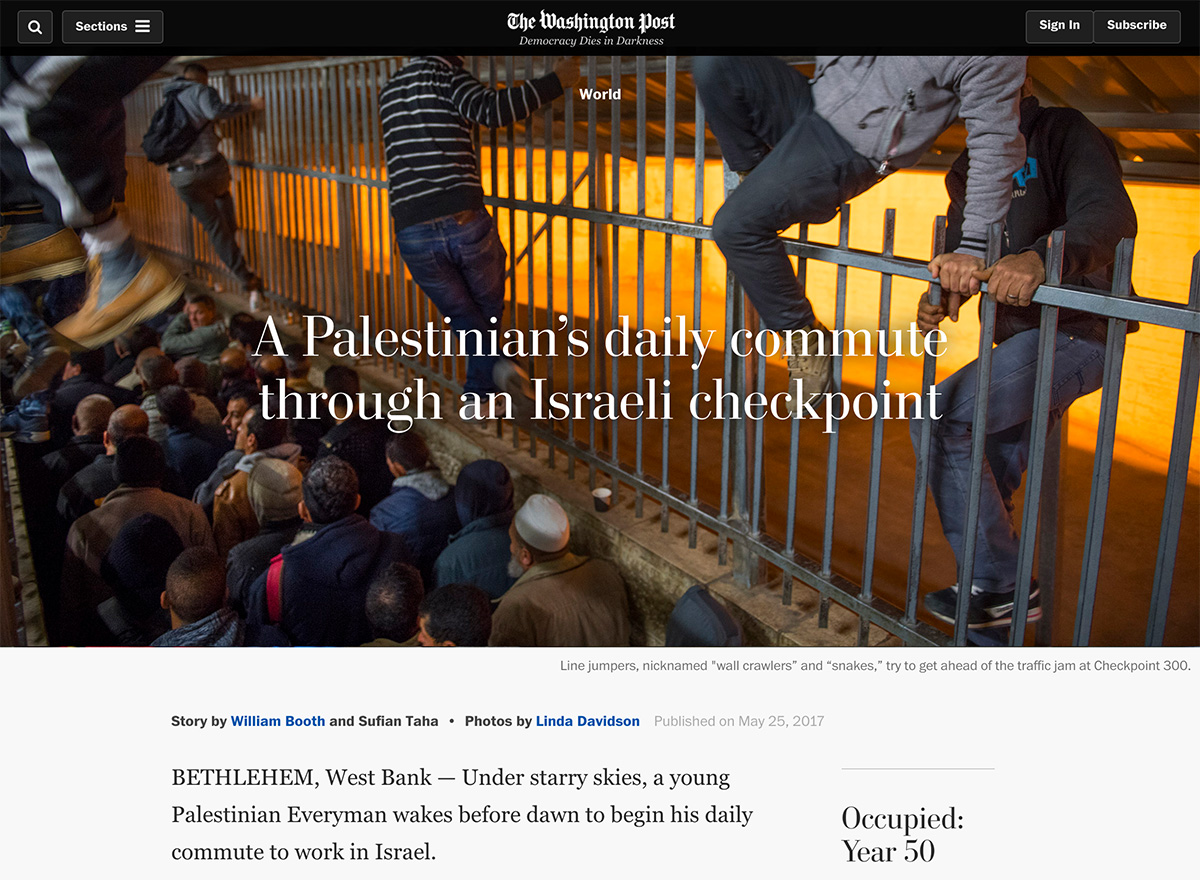 Sections
The Washington Post
Democracy Dies in Darkness
Sign In
Subscribe
World
A Palestinian’s daily commute
through an Israeli checkpoint
Line jumpers, nicknamed "wall crawlers” and “snakes,” try to get ahead of the traffic jam at Checkpoint 300.
Story by William Booth and Sufian Taha • Photos by Linda Davidson Published on May 25, 2017
BETHLEHEM, West Bank — Under starry skies, a young
Palestinian Everyman wakes before dawn to begin his daily
commute to work in Israel.
Occupied:
Year 50